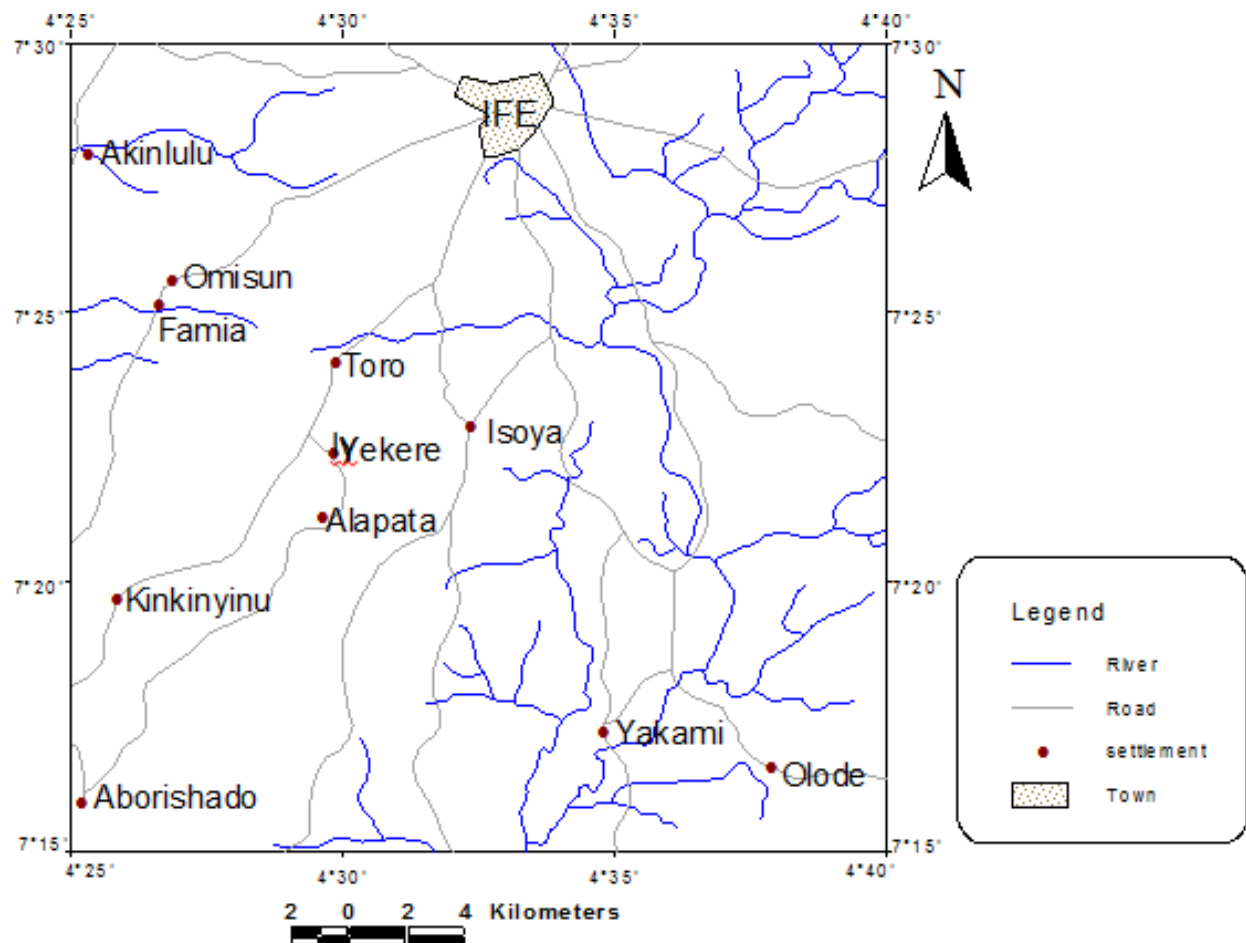 4°25' 4°30' 4°35' 4°40'
7°30' 7°30'
N
IFE
Akinlulu
Omisun
7°25' Famia 7°25'
Toro
Isoya
IYekere
Alapata
7°20' Kinkinyinu 7°20'
Legend
River
Road
settlement
Town
Yakami
Olode
Aborishado
7°15' 7°15'
4°25' 4°30' 4°35' 4°40'
2 0 2 4 Kilometers